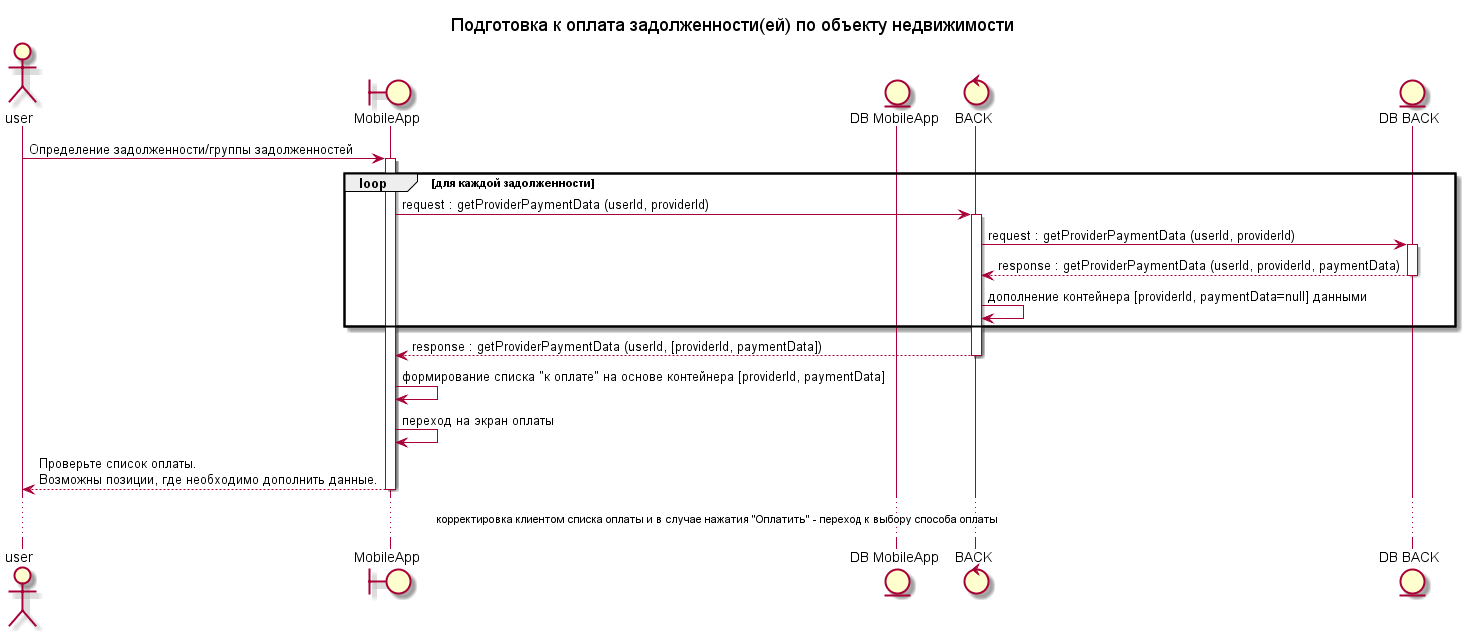 Подготовка к оплата задолженности(ей) по объекту недвижимости
user
MobileApp
DB MobileApp
BACK
DB BACK
Определение задолженности/группы задолженностей
loop
[для каждой задолженности]
request : getProviderPaymentData (userId, providerId)
request : getProviderPaymentData (userId, providerId)
response : getProviderPaymentData (userId, providerId, paymentData)
дополнение контейнера [providerId, paymentData=null] данными
response : getProviderPaymentData (userId, [providerId, paymentData])
формирование списка "к оплате" на основе контейнера [providerId, paymentData]
переход на экран оплаты
Проверьте список оплаты.
Возможны позиции, где необходимо дополнить данные.
корректировка клиентом списка оплаты и в случае нажатия "Оплатить" - переход к выбору способа оплаты
user
MobileApp
DB MobileApp
BACK
DB BACK